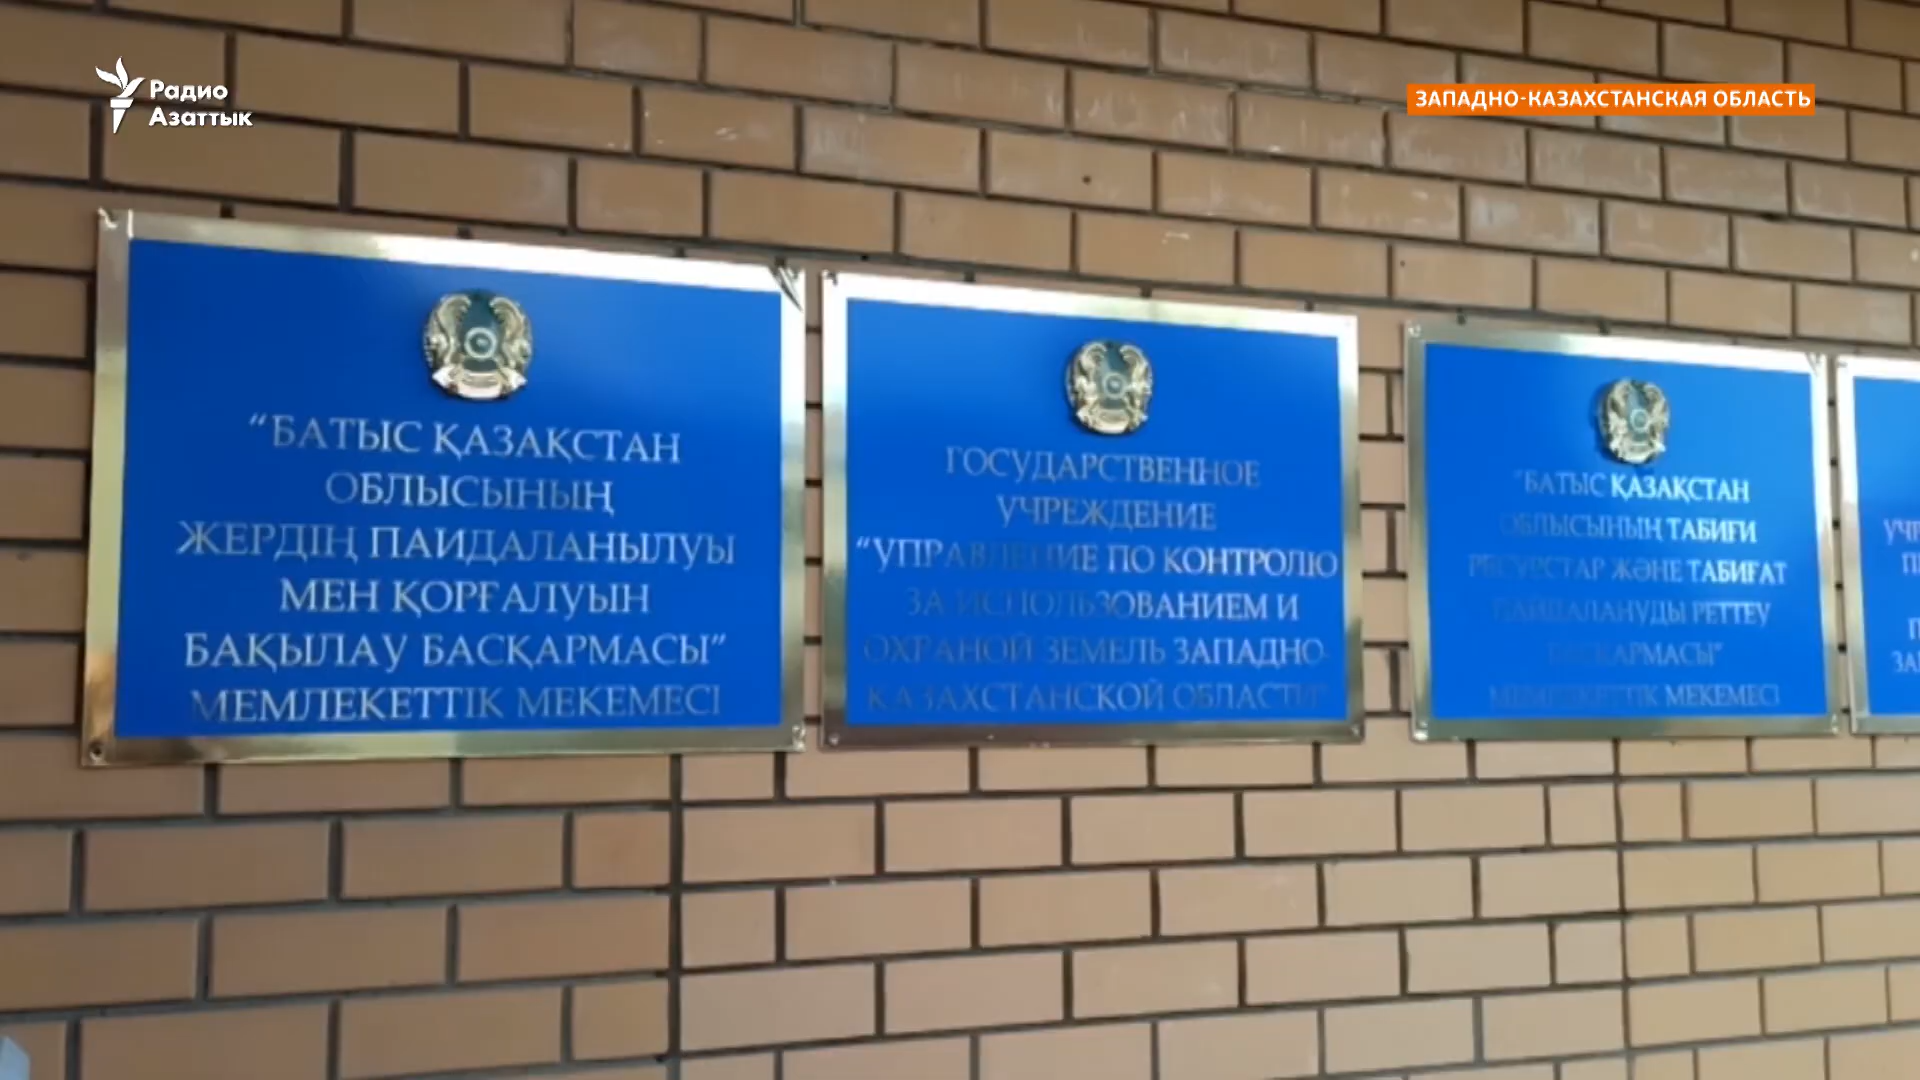 Радио
Азаттык
ЗАПАДНО-КАЗАХСТАНСКАЯ ОБЛАСТЬ
“БАТЫС ҚАЗАҚСТАН
ОБЛЫСЫНЫҢ
ЖЕРДІҢ ПАЙДАЛАНЫЛУЫ
МЕН ҚОРҒАЛУЫН
БАҚЫЛАУ БАСҚАРМАСЫ”
МЕМЛЕКЕТТІК МЕКЕМЕСІ
ГОСУДАРСТВЕННОЕ
УЧРЕЖДЕНИЕ
“УПРАВЛЕНИЕ ПО КОНТРОЛЮ
ЗА ИСПОЛЬЗОВАНИЕМ И
ОХРАНОЙ ЗЕМЕЛЬ ЗАПАДНО-
КАЗАХСТАНСКОЙ ОБЛАСТИ”
“БАТЫС ҚАЗАҚСТАН
ОБЛЫСЫНЫҢ ТАБИҒИ
РЕСУРСТАР ЖӘНЕ ТАБИҒАТ
ПАЙДАЛАНУДЫ РЕТТЕУ
БАСҚАРМАСЫ”
МЕМЛЕКЕТТІК МЕКЕМЕСІ